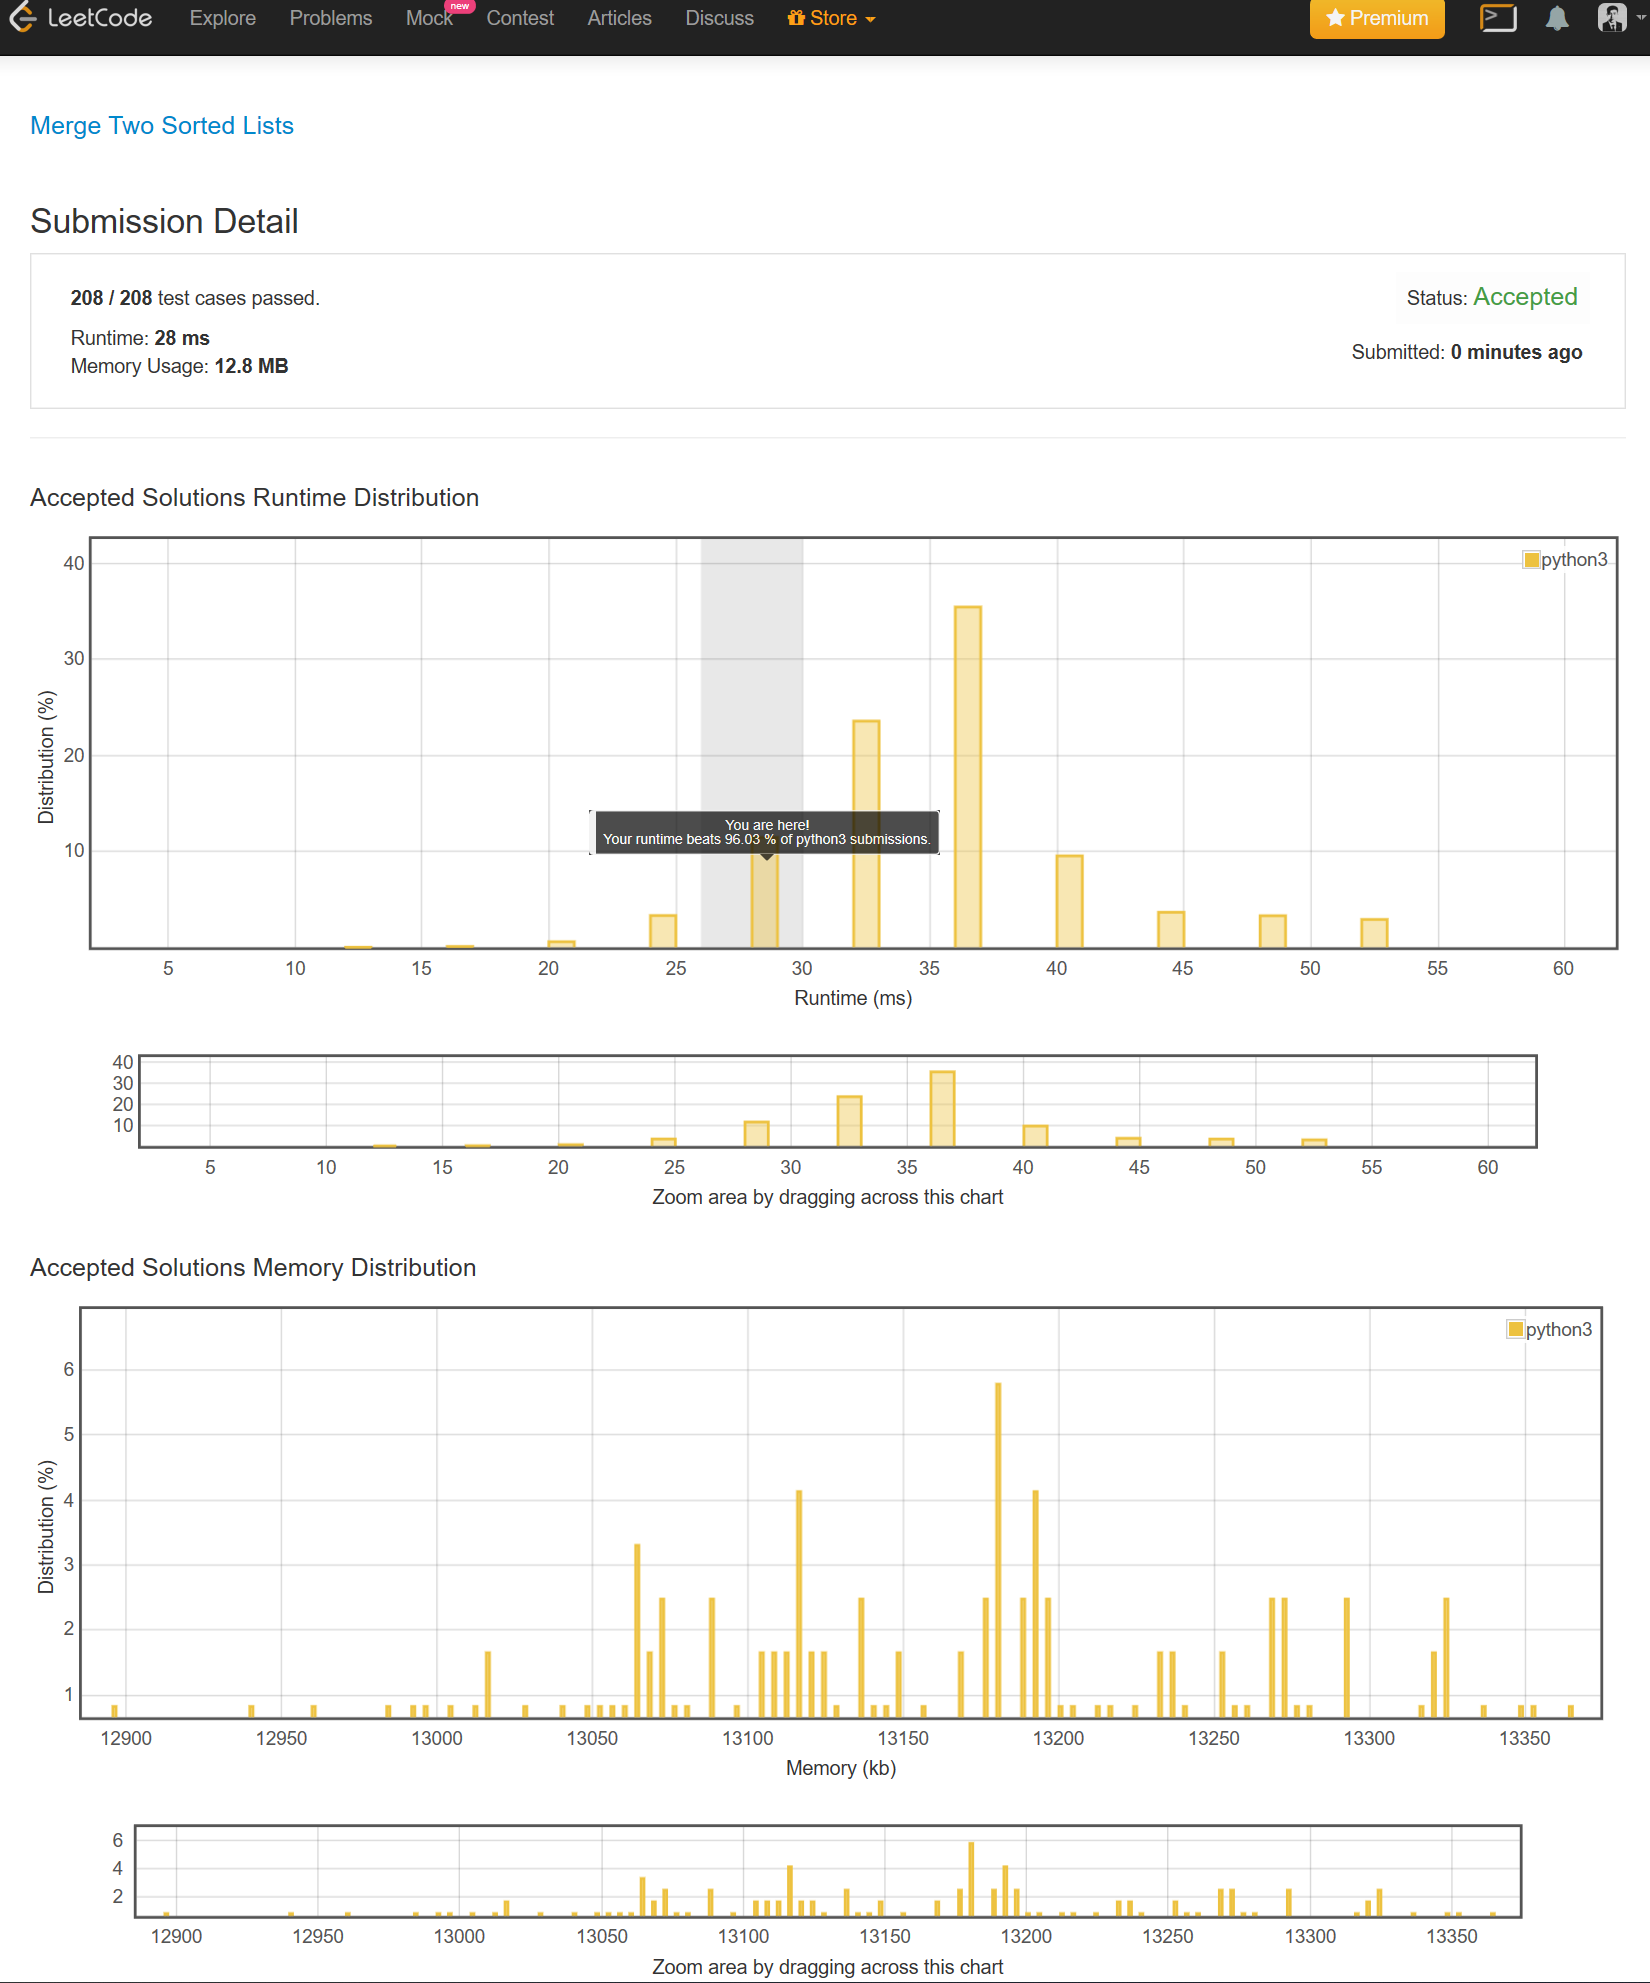 LeetCode Explore Problems Mock new Contest Articles Discuss Store Premium
Merge Two Sorted Lists
Submission Detail
208 / 208 test cases passed. Status: Accepted
Runtime: 28 ms
Memory Usage: 12.8 MB Submitted: 0 minutes ago
Accepted Solutions Runtime Distribution
python3
40
30
20
10
Distribution (%)
You are here!
Your runtime beats 96.03 % of python3 submissions.
5 10 15 20 25 30 35 40 45 50 55 60
Runtime (ms)
40
30
20
10
5 10 15 20 25 30 35 40 45 50 55 60
Zoom area by dragging across this chart
Accepted Solutions Memory Distribution
python3
6
5
4
3
2
1
Distribution (%)
12900 12950 13000 13050 13100 13150 13200 13250 13300 13350
Memory (kb)
6
4
2
12900 12950 13000 13050 13100 13150 13200 13250 13300 13350
Zoom area by dragging across this chart